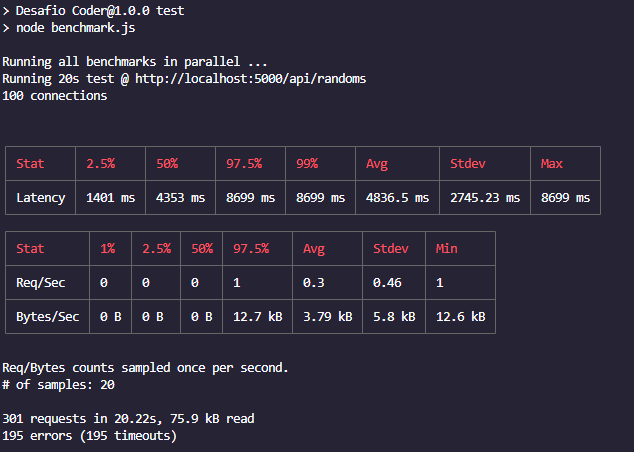 > Desafio Coder@1.0.0 test
> node benchmark.js
Running all benchmarks in parallel ...
Running 20s test @ http://localhost:5000/api/randoms
100 connections
Stat 2.5% 50% 97.5% 99% Avg Stdev Max
Latency 1401 ms 4353 ms 8699 ms 8699 ms 4836.5 ms 2745.23 ms 8699 ms
Stat 1% 2.5% 50% 97.5% Avg Stdev Min
Req/Sec 0 0 0 1 0.3 0.46 1
Bytes/Sec 0 B 0 B 0 B 12.7 kB 3.79 kB 5.8 kB 12.6 kB
Req/Bytes counts sampled once per second.
# of samples: 20
301 requests in 20.22s, 75.9 kB read
195 errors (195 timeouts)